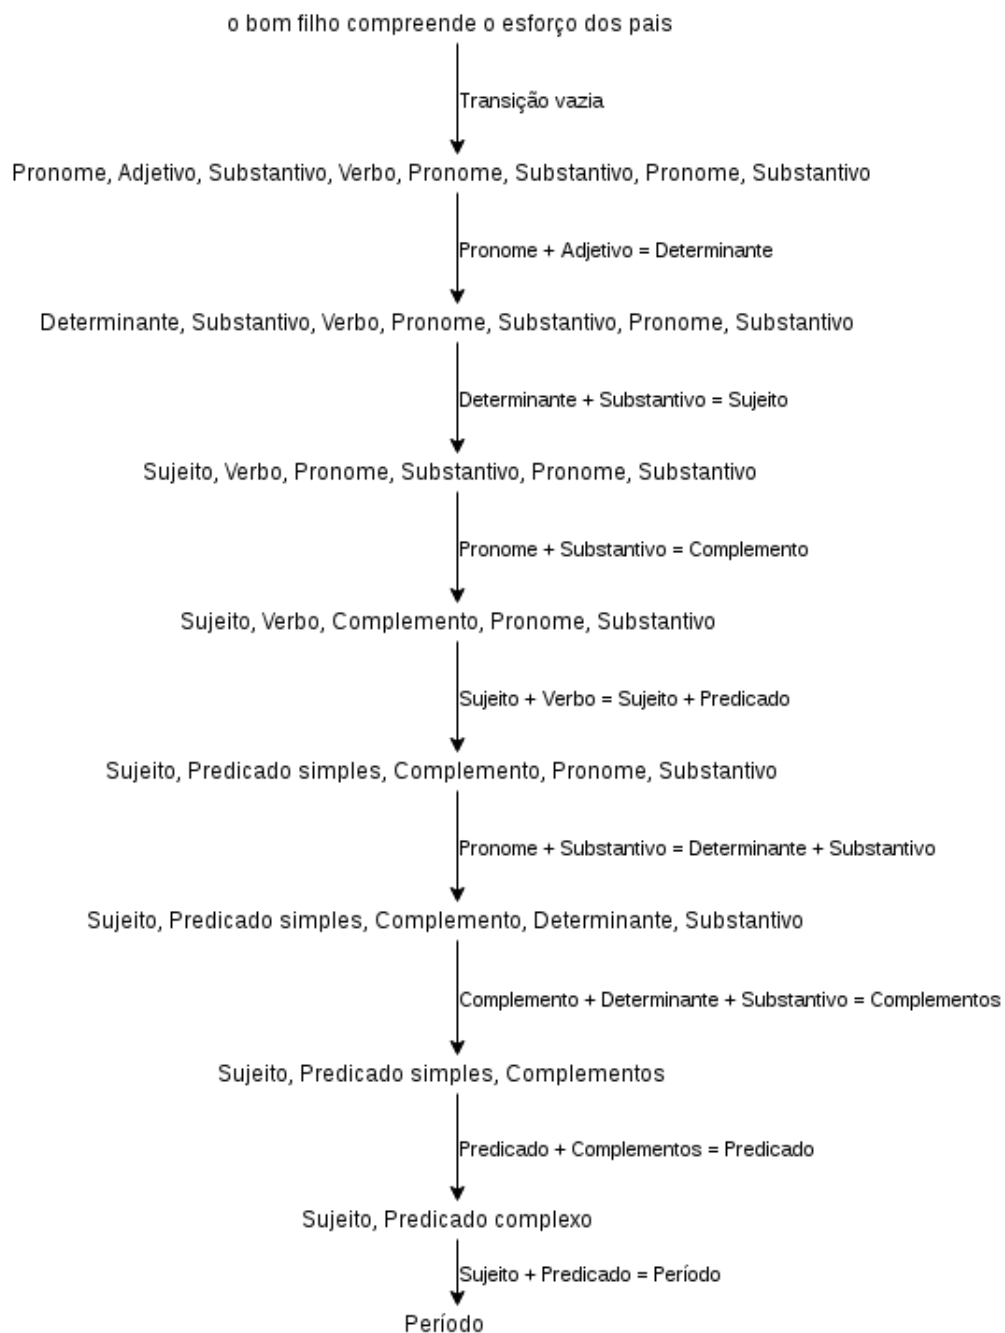 o bom filho compreende o esforço dos pais
Transição vazia
Pronome, Adjetivo, Substantivo, Verbo, Pronome, Substantivo, Pronome, Substantivo
Pronome + Adjetivo = Determinante
Determinante, Substantivo, Verbo, Pronome, Substantivo, Pronome, Substantivo
Determinante + Substantivo = Sujeito
Sujeito, Verbo, Pronome, Substantivo, Pronome, Substantivo
Pronome + Substantivo = Complemento
Sujeito, Verbo, Complemento, Pronome, Substantivo
Sujeito + Verbo = Sujeito + Predicado
Sujeito, Predicado simples, Complemento, Pronome, Substantivo
Pronome + Substantivo = Determinante + Substantivo
Sujeito, Predicado simples, Complemento, Determinante, Substantivo
Complemento + Determinante + Substantivo = Complementos
Sujeito, Predicado simples, Complementos
Predicado + Complementos = Predicado
Sujeito, Predicado complexo
Sujeito + Predicado = Período
Período